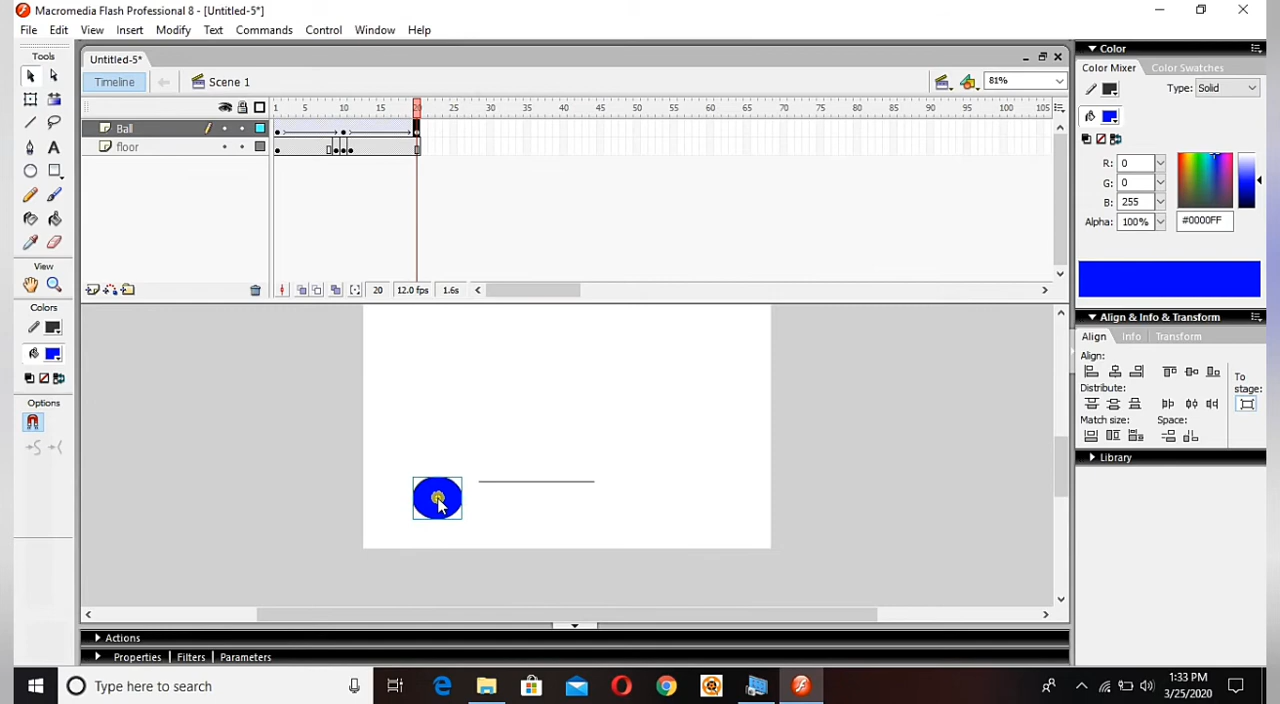 Macromedia Flash Professional 8 - [Untitled-5*]
File Edit View Insert Modify Text Commands Control Window Help
Tools
View
Colors
Options
Untitled-5*
Timeline
Scene 1
81%
1 5 10 15 20 25 30 35 40 45 50 55 60 65 70 75 80 85 90 95 100 105
Ball
floor
20 12.0 fps 1.6s
Actions
Properties Filters Parameters
Color
Color Mixer Color Swatches
Type: Solid
R: 0
G: 0
B: 255
Alpha: 100% #0000FF
Align & Info & Transform
Align Info Transform
Align:
To
stage:
Distribute:
Match size: Space:
Library
Type here to search
1:33 PM
3/25/2020